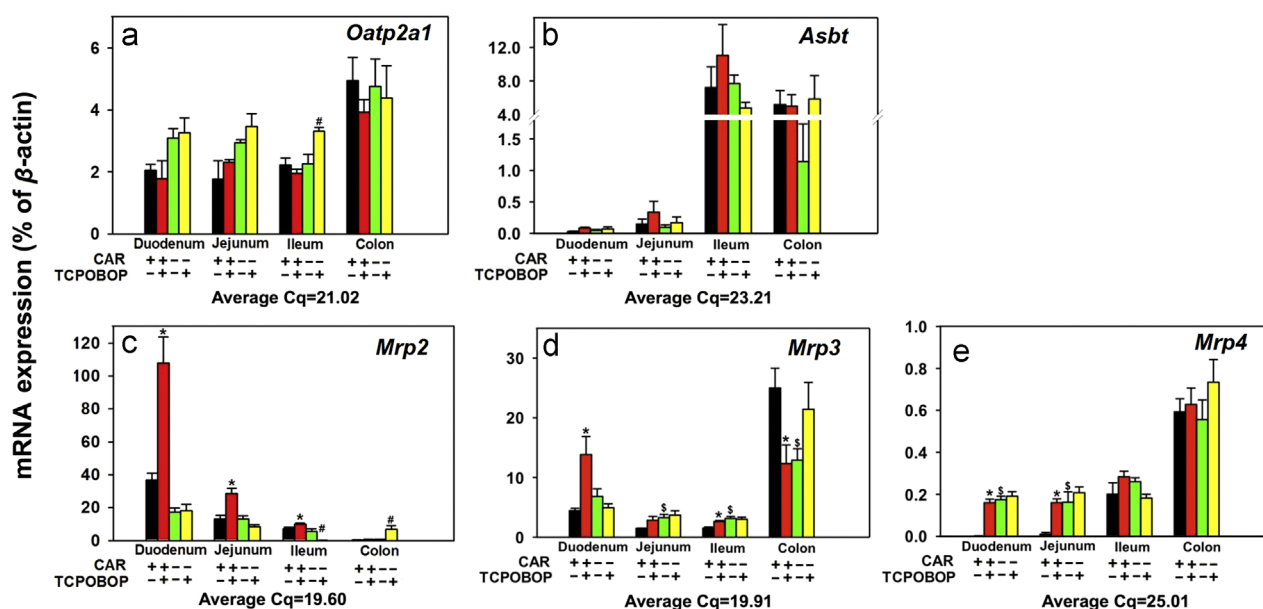 mRNA expression (% of β-actin)
a
Oatp2a1
6
4
2
0
Duodenum Jejunum Ileum Colon
#
CAR ++−− ++−− ++−− ++−−
TCPOBOP −+−+ −+−+ −+−+ −+−+
Average Cq=21.02
b
Asbt
12.0
8.0
4.0
1.5
1.0
0.5
0.0
Duodenum Jejunum Ileum Colon
CAR ++−− ++−− ++−− ++−−
TCPOBOP −+−+ −+−+ −+−+ −+−+
Average Cq=23.21
c
Mrp2
120
100
80
60
40
20
0
* * * # #
Duodenum Jejunum Ileum Colon
CAR ++−− ++−− ++−− ++−−
TCPOBOP −+−+ −+−+ −+−+ −+−+
Average Cq=19.60
d
Mrp3
30
20
10
0
* $ * $ * $
Duodenum Jejunum Ileum Colon
CAR ++−− ++−− ++−− ++−−
TCPOBOP −+−+ −+−+ −+−+ −+−+
Average Cq=19.91
e
Mrp4
1.0
0.8
0.6
0.4
0.2
0.0
* $ * $
Duodenum Jejunum Ileum Colon
CAR ++−− ++−− ++−− ++−−
TCPOBOP −+−+ −+−+ −+−+ −+−+
Average Cq=25.01